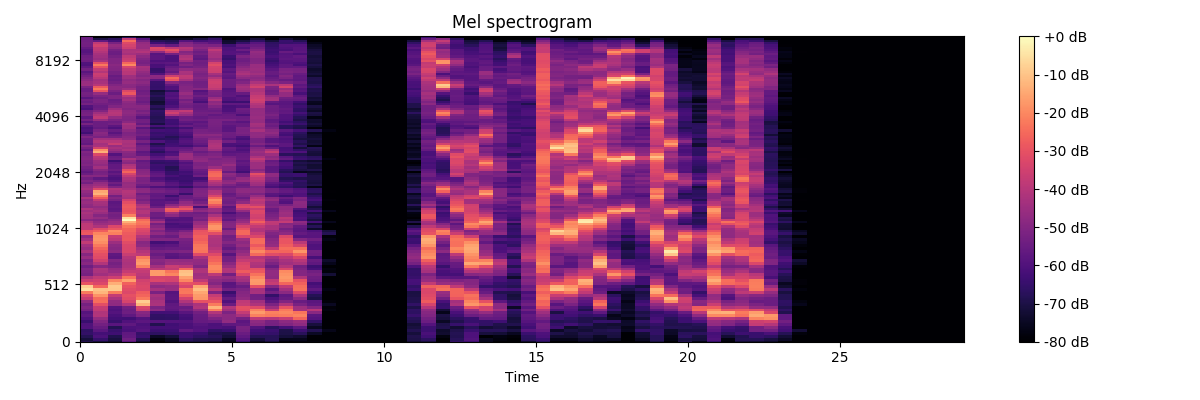 Mel spectrogram
Hz
8192
4096
2048
1024
512
0
0 5 10 15 20 25
Time
+0 dB
-10 dB
-20 dB
-30 dB
-40 dB
-50 dB
-60 dB
-70 dB
-80 dB